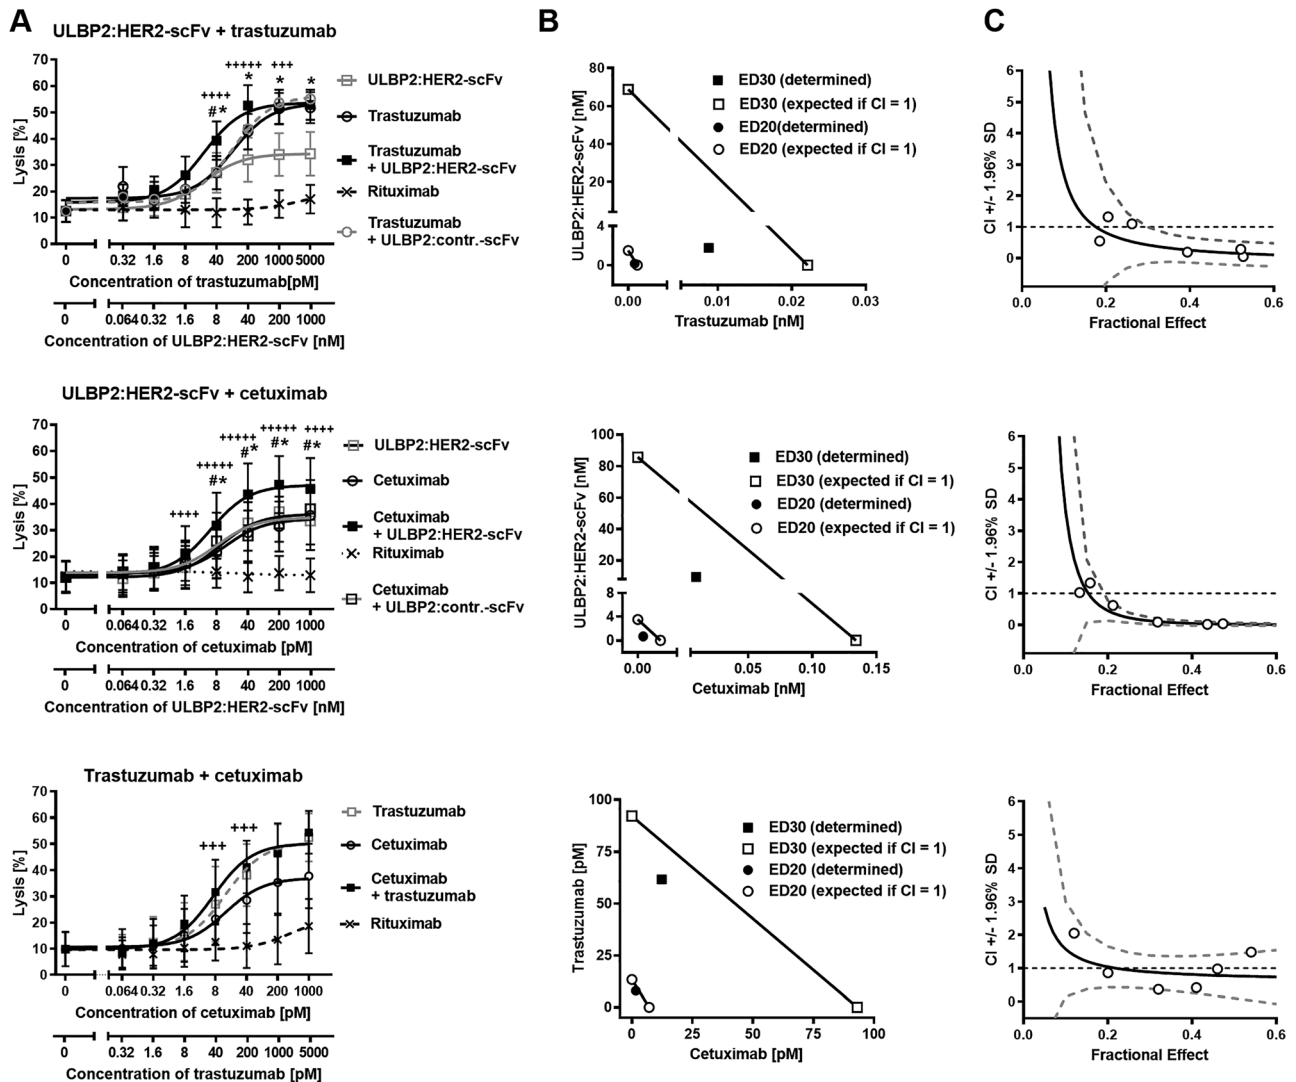 A
ULBP2:HER2-scFv + trastuzumab
Lysis [%]
70
60
50
40
30
20
10
0
++++
#*
+++++
*
+++
*
*
ULBP2:HER2-scFv
Trastuzumab
Trastuzumab
+ ULBP2:HER2-scFv
Rituximab
Trastuzumab
+ ULBP2:contr.-scFv
0 0.32 1.6 8 40 200 1000 5000
Concentration of trastuzumab[pM]
0 0.064 0.32 1.6 8 40 200 1000
Concentration of ULBP2:HER2-scFv [nM]
B
ULBP2:HER2-scFv [nM]
80
60
40
20
4
0
ED30 (determined)
ED30 (expected if CI = 1)
ED20(determined)
ED20 (expected if CI = 1)
0.00 0.01 0.02 0.03
Trastuzumab [nM]
C
CI +/- 1.96% SD
6
5
4
3
2
1
0
0.0 0.2 0.4 0.6
Fractional Effect
ULBP2:HER2-scFv + cetuximab
Lysis [%]
70
60
50
40
30
20
10
0
++++
+++++
#*
+++++
#*
+++++
#*
++++
#*
ULBP2:HER2-scFv
Cetuximab
Cetuximab
+ ULBP2:HER2-scFv
Rituximab
Cetuximab
+ ULBP2:contr.-scFv
0 0.064 0.32 1.6 8 40 200 1000
Concentration of cetuximab [pM]
0 0.064 0.32 1.6 8 40 200 1000
Concentration of ULBP2:HER2-scFv [nM]
ULBP2:HER2-scFv [nM]
100
80
60
40
20
8
4
0
ED30 (determined)
ED30 (expected if CI = 1)
ED20 (determined)
ED20 (expected if CI = 1)
0.00 0.05 0.10 0.15
Cetuximab [nM]
CI +/- 1.96% SD
6
5
4
3
2
1
0
0.0 0.2 0.4 0.6
Fractional Effect
Trastuzumab + cetuximab
Lysis [%]
70
60
50
40
30
20
10
0
+++
+++
Trastuzumab
Cetuximab
Cetuximab
+ trastuzumab
Rituximab
0 0.064 0.32 1.6 8 40 200 1000
Concentration of cetuximab [pM]
0 0.32 1.6 8 40 200 1000 5000
Concentration of trastuzumab [pM]
Trastuzumab [pM]
100
75
50
25
0
ED30 (determined)
ED30 (expected if CI = 1)
ED20 (determined)
ED20 (expected if CI = 1)
0 25 50 75 100
Cetuximab [pM]
CI +/- 1.96% SD
6
5
4
3
2
1
0
0.0 0.2 0.4 0.6
Fractional Effect